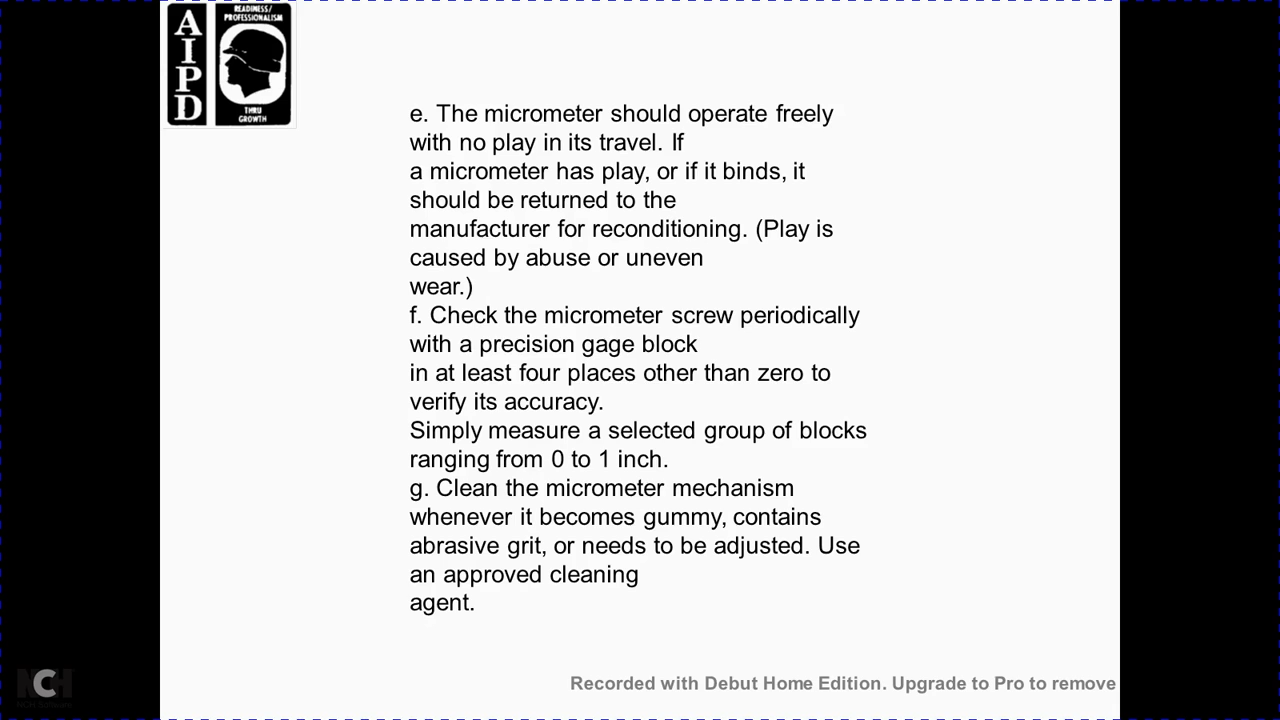 A
I
P
D
READINESS/
PROFESSIONALISM
THRU
GROWTH
e. The micrometer should operate freely
with no play in its travel. If
a micrometer has play, or if it binds, it
should be returned to the
manufacturer for reconditioning. (Play is
caused by abuse or uneven
wear.)
f. Check the micrometer screw periodically
with a precision gage block
in at least four places other than zero to
verify its accuracy.
Simply measure a selected group of blocks
ranging from 0 to 1 inch.
g. Clean the micrometer mechanism
whenever it becomes gummy, contains
abrasive grit, or needs to be adjusted. Use
an approved cleaning
agent.
NCH
NCH Software
Recorded with Debut Home Edition. Upgrade to Pro to remove